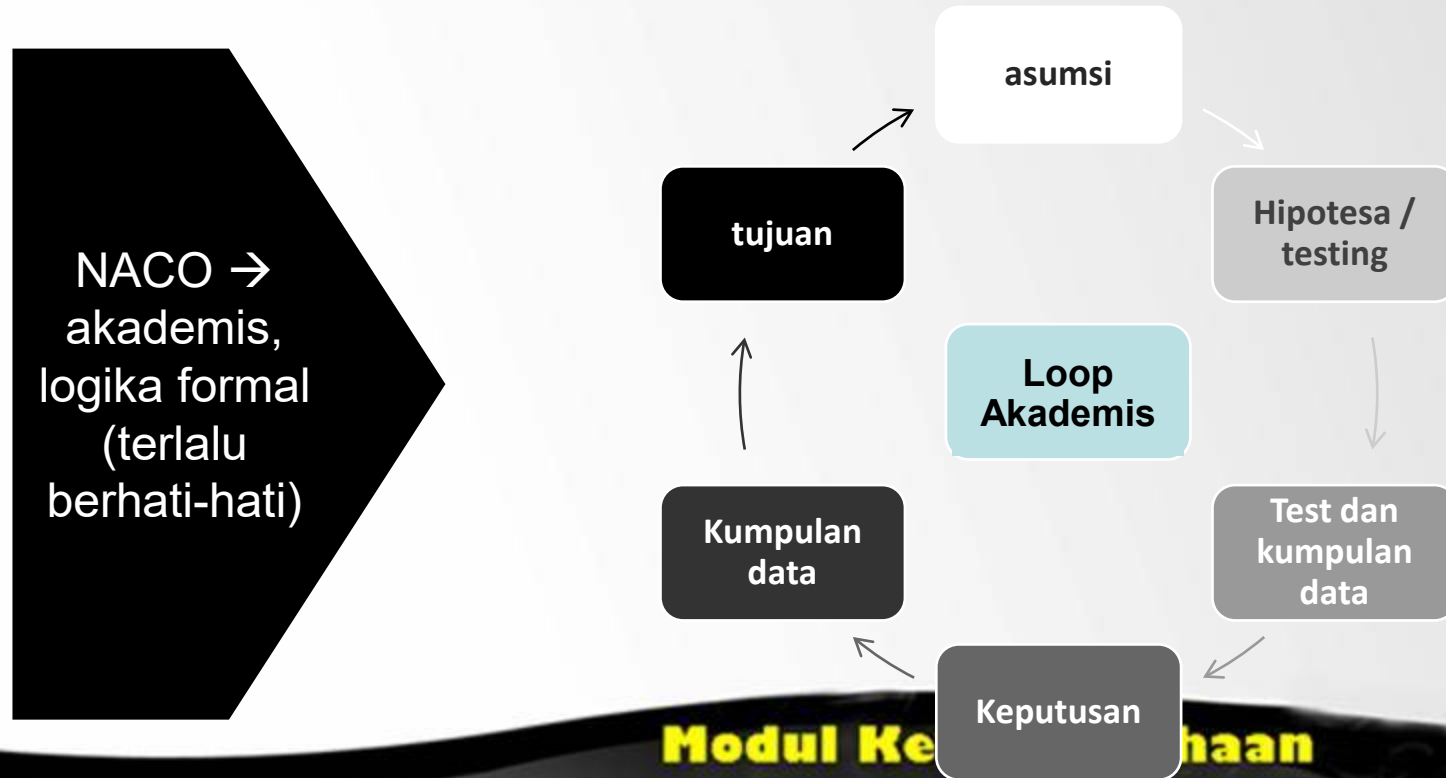 NACO →
akademis,
logika formal
(terlalu
berhati-hati)
asumsi
Hipotesa /
testing
Test dan
kumpulan
data
Keputusan
Kumpulan
data
tujuan
Loop
Akademis
Modul Ke haan